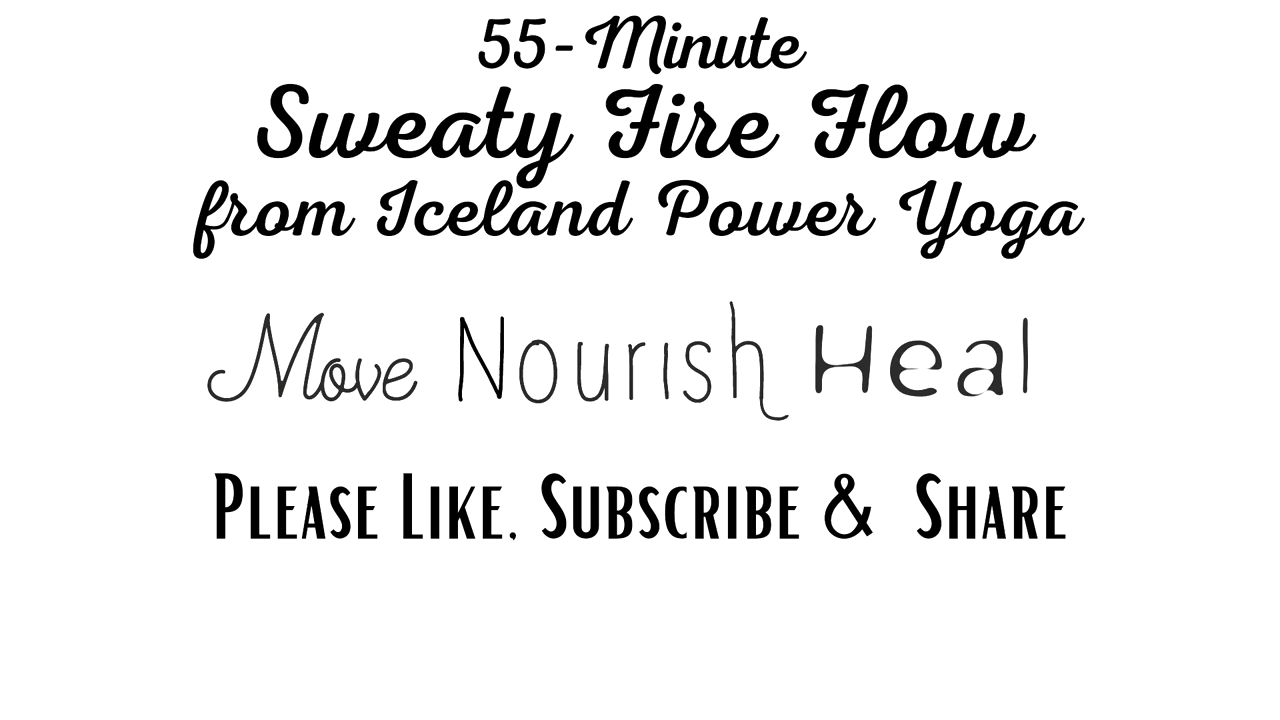 55-Minute
Sweaty Fire Flow
from Iceland Power Yoga
Move Nourish Heal
Please Like, Subscribe & Share